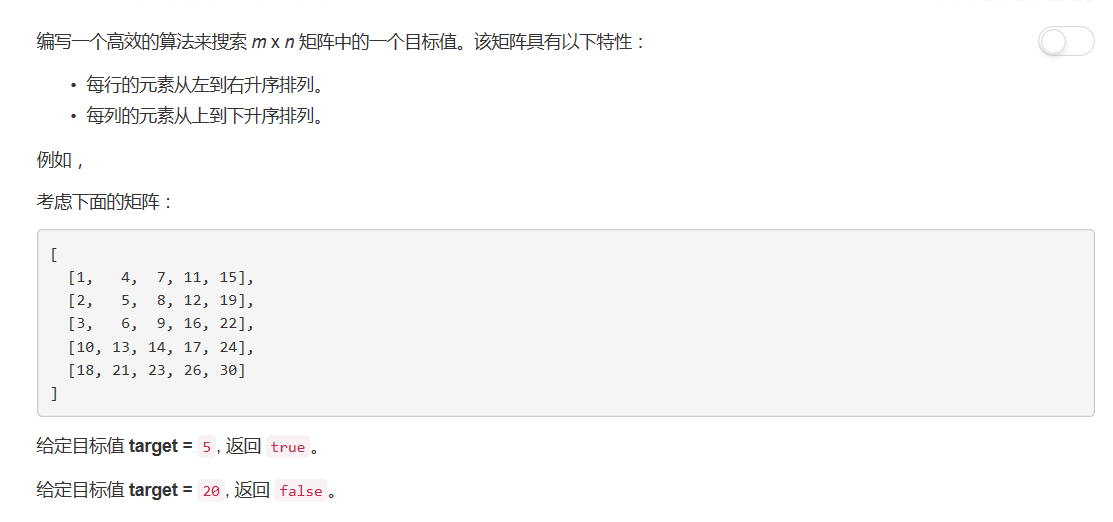 编写一个高效的算法来搜索 m x n 矩阵中的一个目标值。该矩阵具有以下特性：
• 每行的元素从左到右升序排列。
• 每列的元素从上到下升序排列。
例如，
考虑下面的矩阵：
[
[1, 4, 7, 11, 15],
[2, 5, 8, 12, 19],
[3, 6, 9, 16, 22],
[10, 13, 14, 17, 24],
[18, 21, 23, 26, 30]
]
给定目标值 target = 5, 返回 true 。
给定目标值 target = 20, 返回 false 。